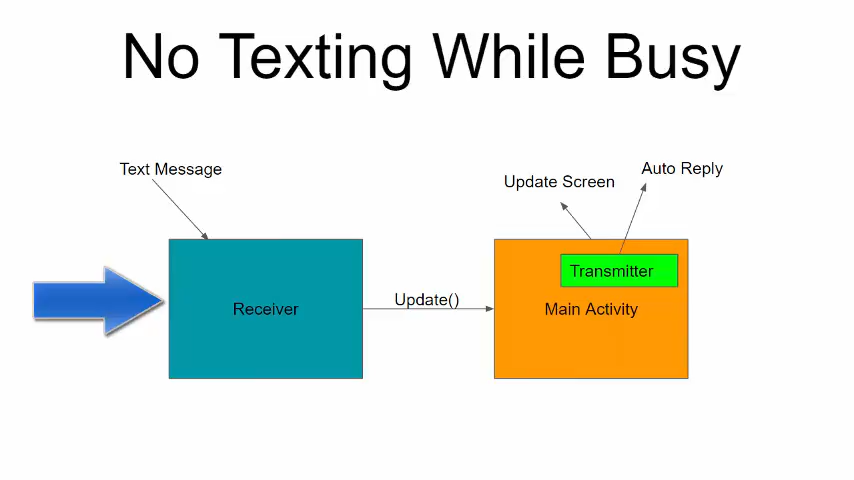 No Texting While Busy
Text Message
Update Screen
Auto Reply
Transmitter
Receiver
Update()
Main Activity